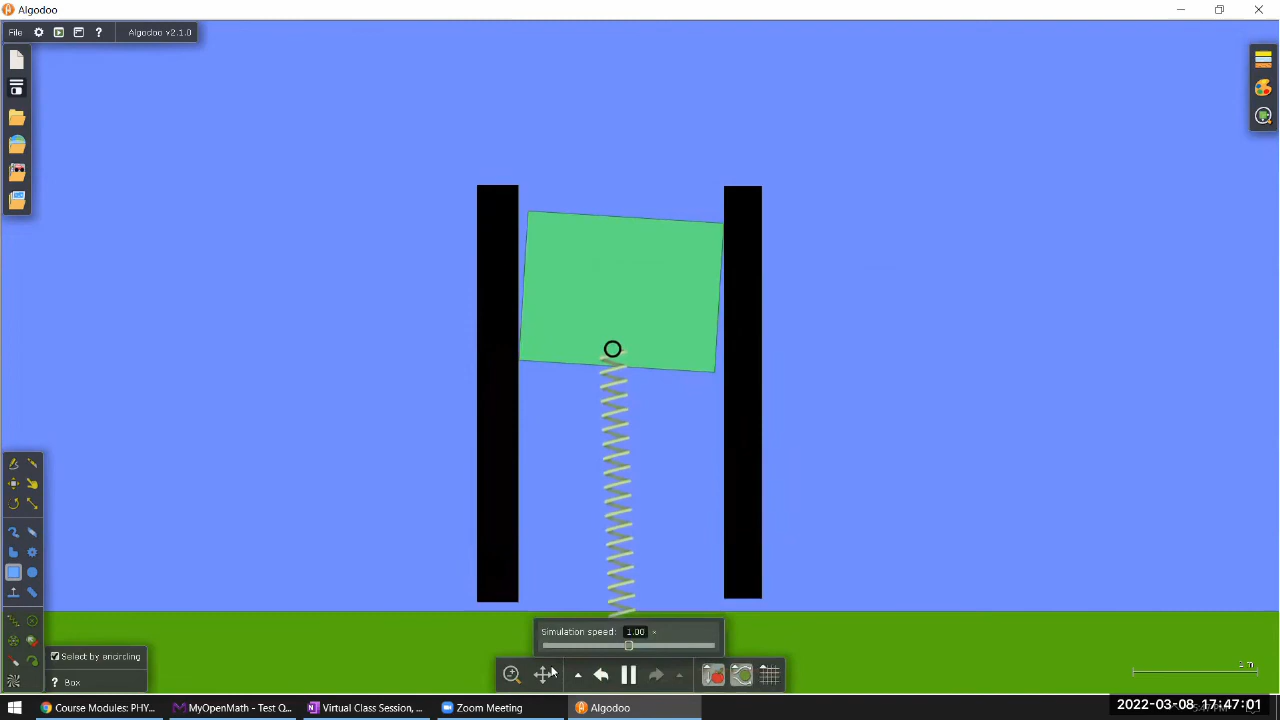 Algodoo
File ? Algodoo v2.1.0
Simulation speed: 1.00 ×
Select by encircling
? Box
1 m
Course Modules: PHY...
MyOpenMath - Test Q...
Virtual Class Session, ...
Zoom Meeting
Algodoo
2022-03-08 17:47:01